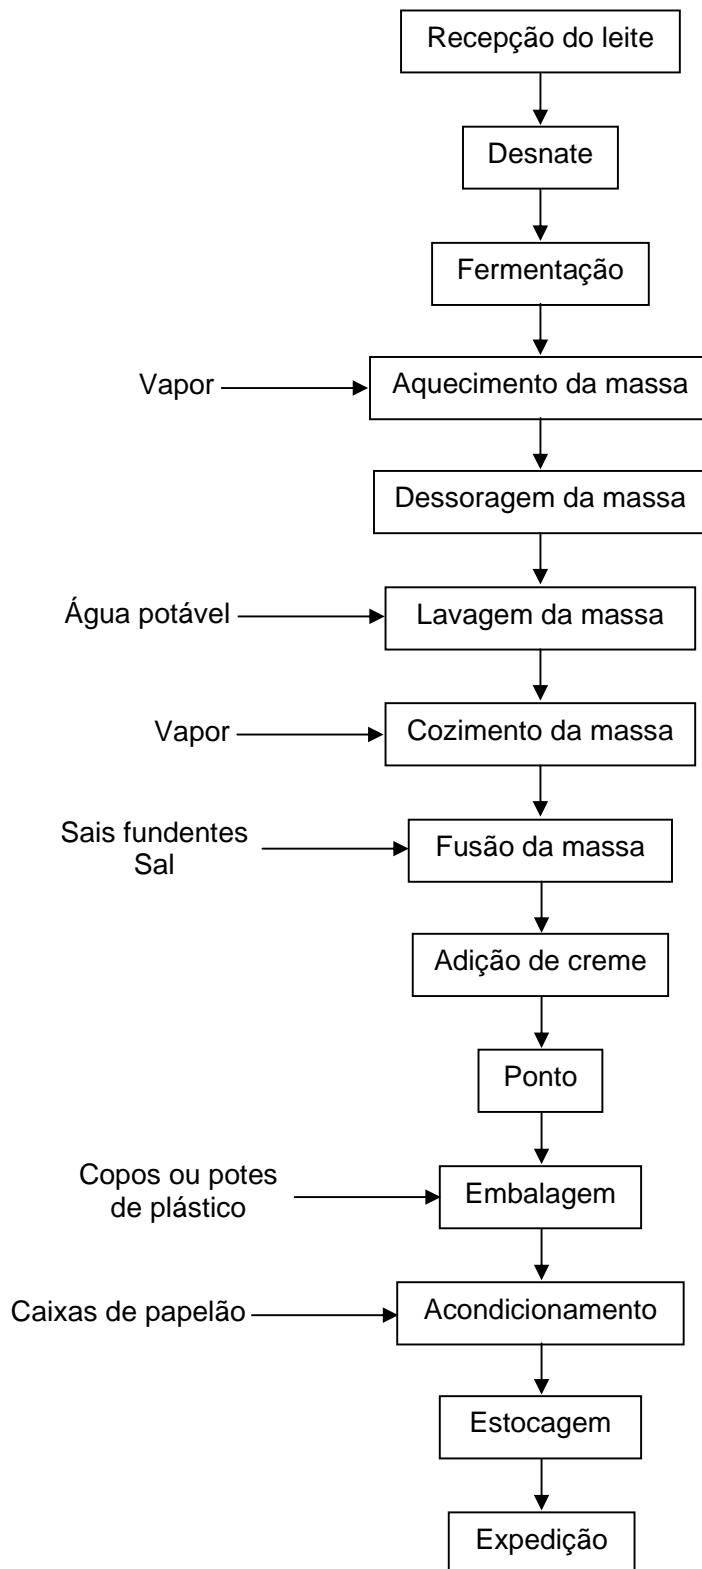 Recepção do leite
Desnate
Fermentação
Vapor
Aquecimento da massa
Dessoragem da massa
Água potável
Lavagem da massa
Vapor
Cozimento da massa
Sais fundentes
Sal
Fusão da massa
Adição de creme
Ponto
Copos ou potes
de plástico
Embalagem
Caixas de papelão
Acondicionamento
Estocagem
Expedição